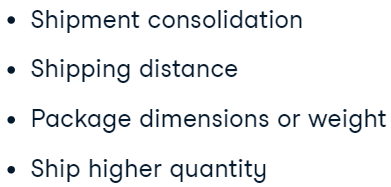 • Shipment consolidation
• Shipping distance
• Package dimensions or weight
• Ship higher quantity